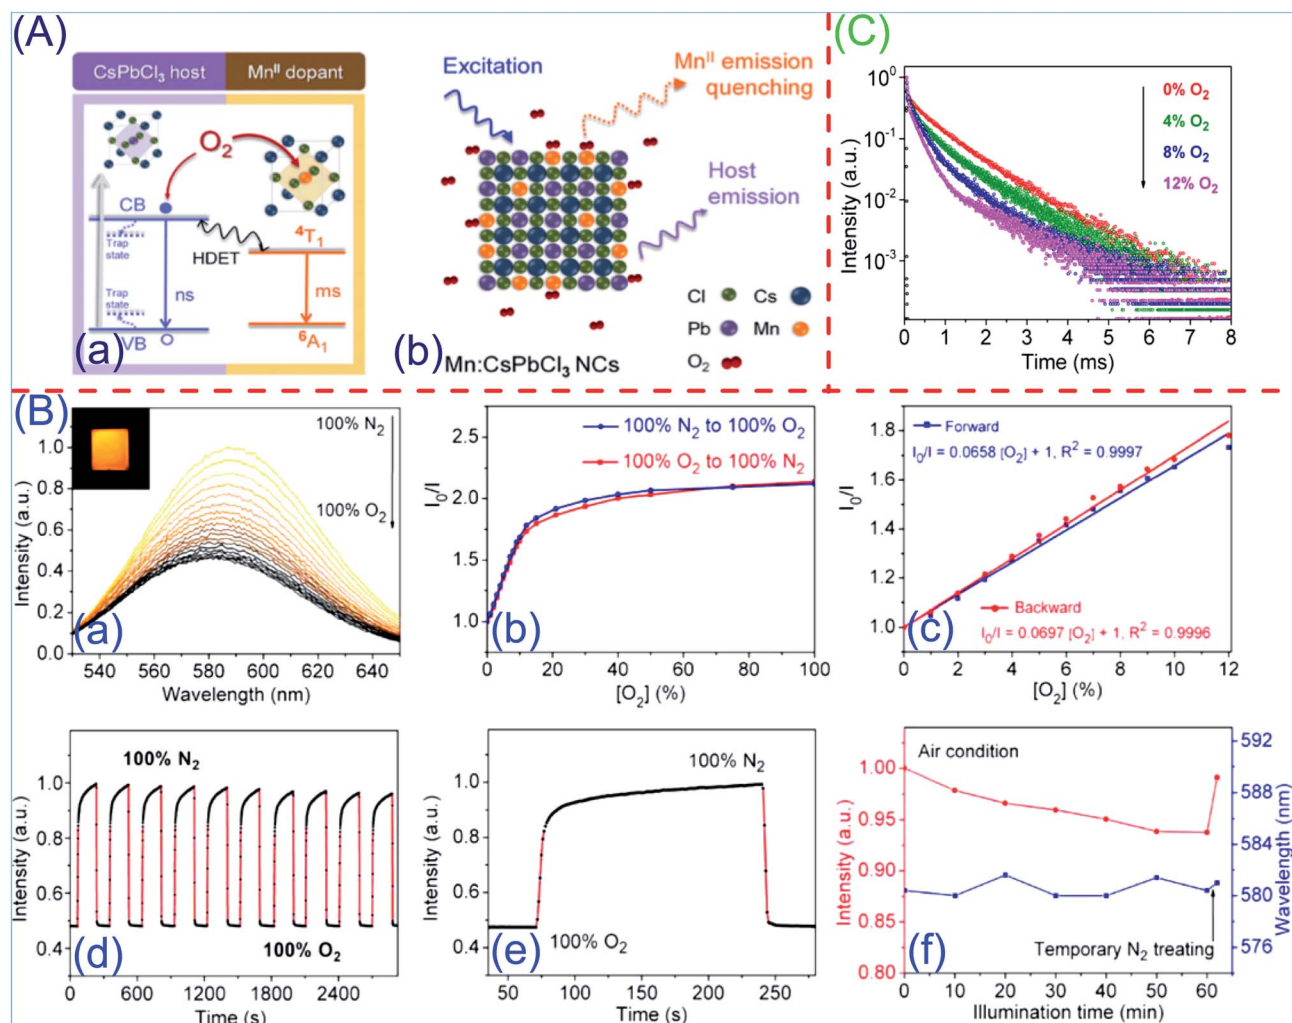 (A)
CsPbCl₃ host
Mnᴵᴵ dopant
O₂
CB
Trap
state
HDET
⁴T₁
ns
ms
Trap
state
VB
⁶A₁
(a)
Excitation
Mnᴵᴵ emission
quenching
Host
emission
Cl
Cs
Pb
Mn
O₂
(b)
Mn:CsPbCl₃ NCs
(C)
10⁰
10⁻¹
10⁻²
10⁻³
Intensity (a.u.)
0% O₂
4% O₂
8% O₂
12% O₂
0 1 2 3 4 5 6 7 8
Time (ms)
(B)
100% N₂
100% O₂
1.0
0.8
0.6
0.4
0.2
0.0
Intensity (a.u.)
540 560 580 600 620 640
Wavelength (nm)
(a)
2.5
2.0
1.5
1.0
I₀/I
100% N₂ to 100% O₂
100% O₂ to 100% N₂
0 20 40 60 80 100
[O₂] (%)
(b)
1.8
1.6
1.4
1.2
1.0
I₀/I
Forward
I₀/I = 0.0658 [O₂] + 1, R² = 0.9997
Backward
I₀/I = 0.0697 [O₂] + 1, R² = 0.9996
0 2 4 6 8 10 12
[O₂] (%)
(c)
100% N₂
1.0
0.8
0.6
0.4
Intensity (a.u.)
100% O₂
0 600 1200 1800 2400
Time (s)
(d)
100% N₂
1.0
0.8
0.6
0.4
Intensity (a.u.)
100% O₂
50 100 150 200 250
Time (s)
(e)
Air condition
1.00
0.95
0.90
0.85
0.80
Intensity (a.u.)
592
588
584
580
576
Wavelength (nm)
Temporary N₂ treating
0 10 20 30 40 50 60
Illumination time (min)
(f)